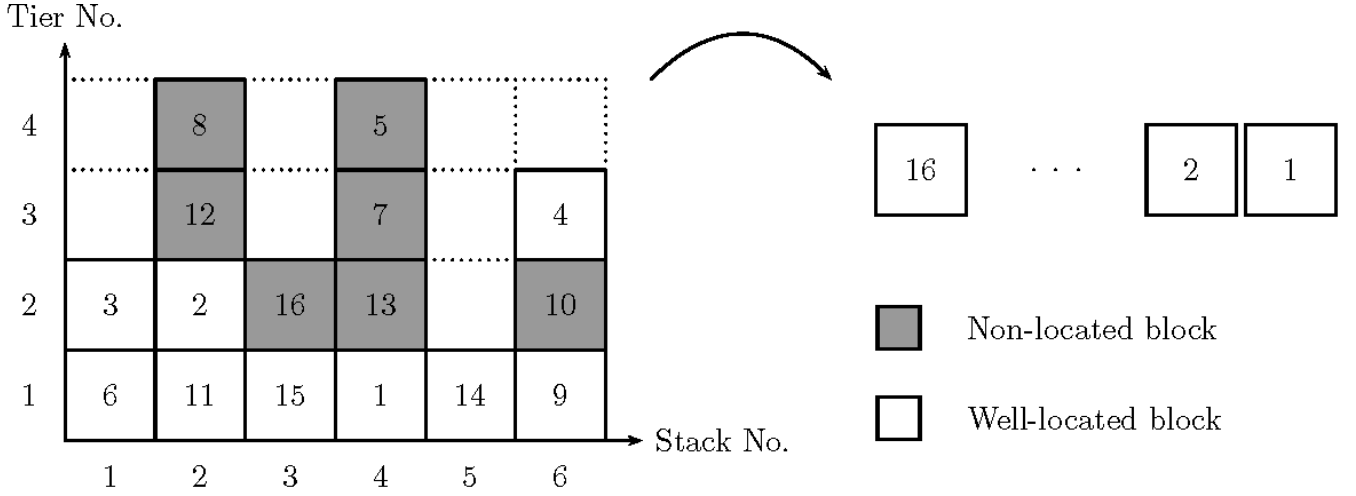 Tier No.
4 8 5
3 12 7 4
2 3 2 16 13 10
1 6 11 15 1 14 9
1 2 3 4 5 6
Stack No.
16 · · · 2 1
Non-located block
Well-located block